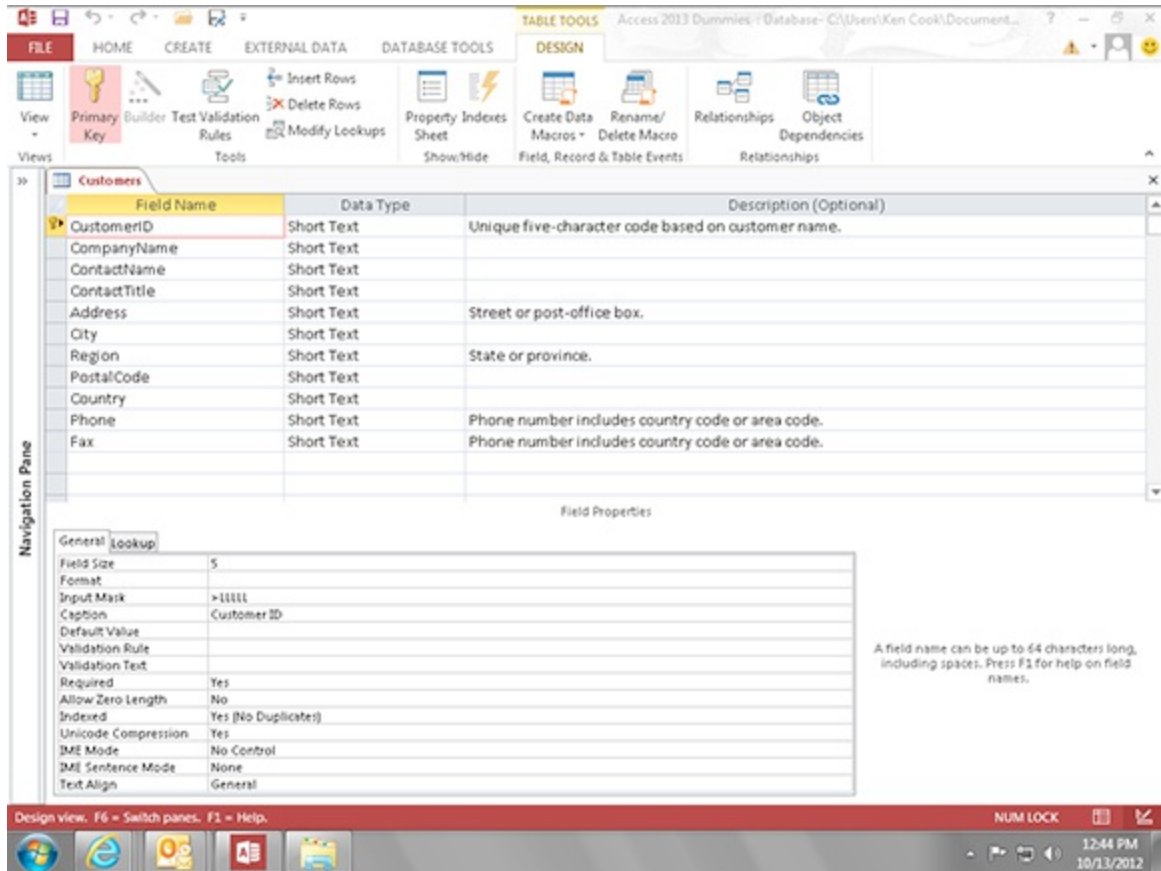 TABLE TOOLS Access 2013 Dummies : Database- C:\Users\Ken Cook\Document... ?
FILE HOME CREATE EXTERNAL DATA DATABASE TOOLS DESIGN
View Primary Key Builder Test Validation Rules Insert Rows Delete Rows Modify Lookups Property Sheet Indexes Create Data Macros Rename/ Delete Macro Relationships Object Dependencies
Views Tools Show/Hide Field, Record & Table Events Relationships
Customers
Field Name Data Type Description (Optional)
CustomerID Short Text Unique five-character code based on customer name.
CompanyName Short Text
ContactName Short Text
ContactTitle Short Text
Address Short Text Street or post-office box.
City Short Text
Region Short Text State or province.
PostalCode Short Text
Country Short Text
Phone Short Text Phone number includes country code or area code.
Fax Short Text Phone number includes country code or area code.
Navigation Pane
Field Properties
General Lookup
Field Size 5
Format
Input Mask >LLLLL
Caption Customer ID
Default Value
Validation Rule
Validation Text
Required Yes
Allow Zero Length No
Indexed Yes (No Duplicates)
Unicode Compression Yes
IME Mode No Control
IME Sentence Mode None
Text Align General
A field name can be up to 64 characters long,
including spaces. Press F1 for help on field
names.
Design view. F6 = Switch panes. F1 = Help. NUM LOCK
12:44 PM
10/13/2012